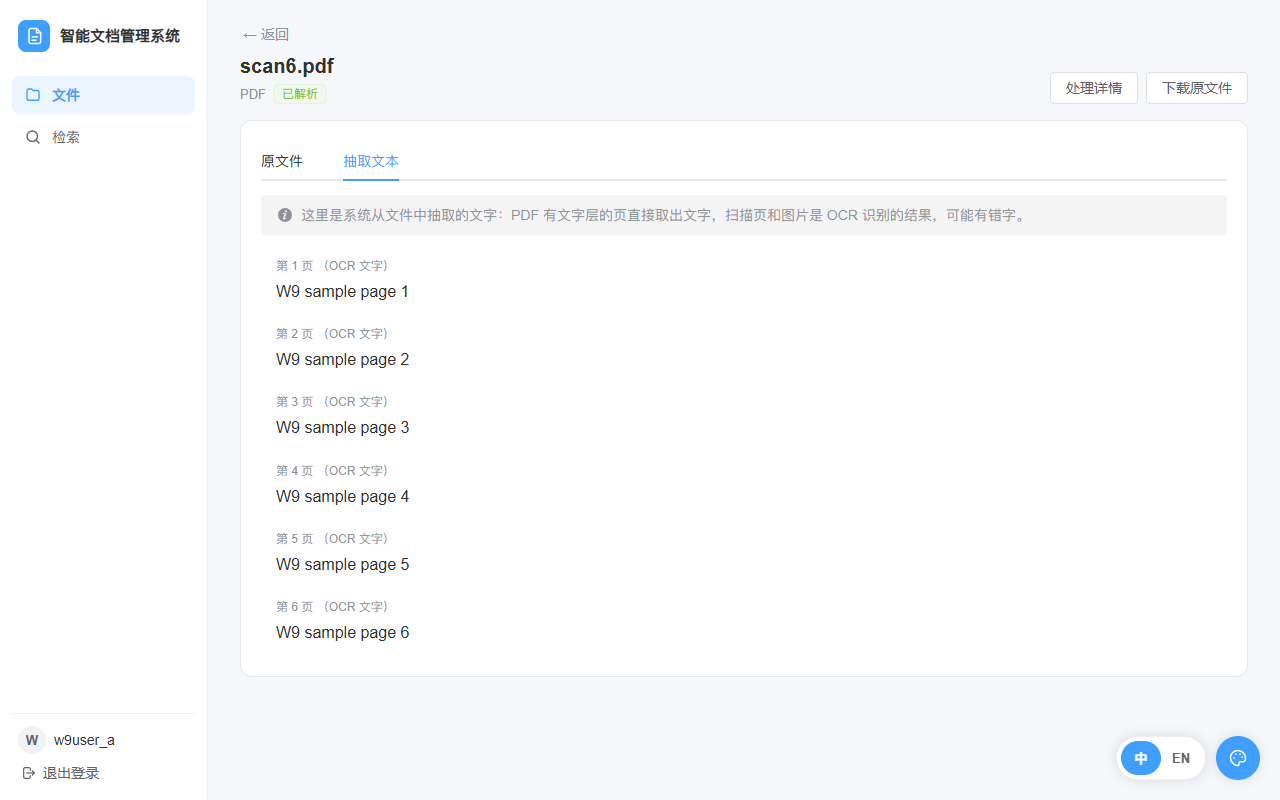 智能文档管理系统
文件
检索
← 返回
scan6.pdf
PDF 已解析
处理详情 下载原文件
原文件 抽取文本
这里是系统从文件中抽取的文字：PDF 有文字层的页直接取出文字，扫描页和图片是 OCR 识别的结果，可能有错字。
第 1 页 （OCR 文字）
W9 sample page 1
第 2 页 （OCR 文字）
W9 sample page 2
第 3 页 （OCR 文字）
W9 sample page 3
第 4 页 （OCR 文字）
W9 sample page 4
第 5 页 （OCR 文字）
W9 sample page 5
第 6 页 （OCR 文字）
W9 sample page 6
W w9user_a
退出登录
中 EN